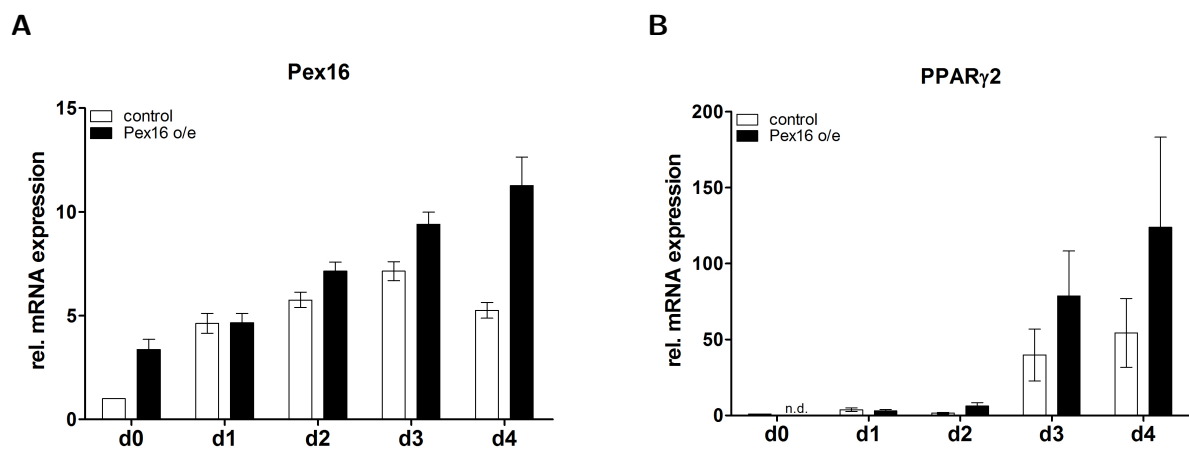 A
Pex16
control
Pex16 o/e
rel. mRNA expression
15
10
5
0
d0 d1 d2 d3 d4
B
PPARγ2
control
Pex16 o/e
rel. mRNA expression
200
150
100
50
0
n.d.
d0 d1 d2 d3 d4